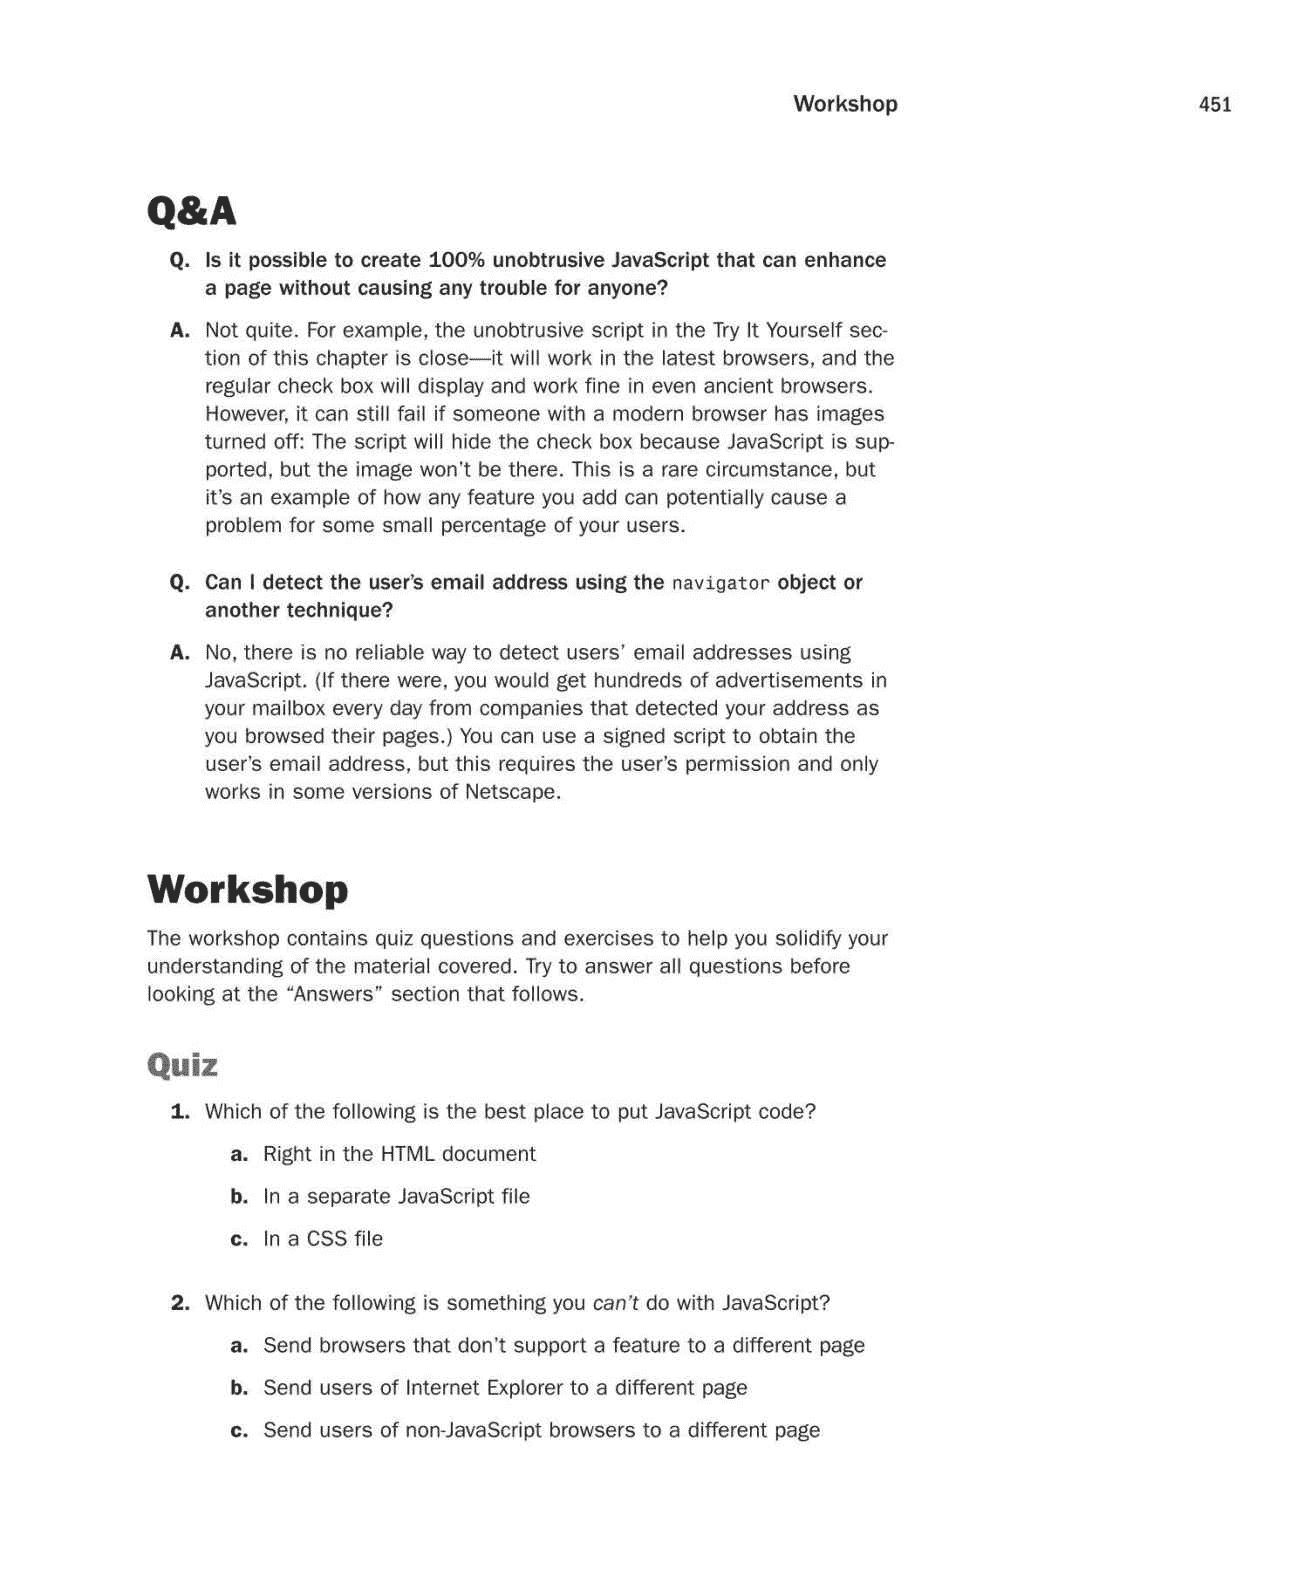 Workshop 451
Q&A
Q. Is it possible to create 100% unobtrusive JavaScript that can enhance
a page without causing any trouble for anyone?
A. Not quite. For example, the unobtrusive script in the Try It Yourself sec-
tion of this chapter is close—it will work in the latest browsers, and the
regular check box will display and work fine in even ancient browsers.
However, it can still fail if someone with a modern browser has images
turned off: The script will hide the check box because JavaScript is sup-
ported, but the image won't be there. This is a rare circumstance, but
it's an example of how any feature you add can potentially cause a
problem for some small percentage of your users.
Q. Can I detect the user's email address using the navigator object or
another technique?
A. No, there is no reliable way to detect users' email addresses using
JavaScript. (If there were, you would get hundreds of advertisements in
your mailbox every day from companies that detected your address as
you browsed their pages.) You can use a signed script to obtain the
user's email address, but this requires the user's permission and only
works in some versions of Netscape.
Workshop
The workshop contains quiz questions and exercises to help you solidify your
understanding of the material covered. Try to answer all questions before
looking at the “Answers” section that follows.
Quiz
1. Which of the following is the best place to put JavaScript code?
a. Right in the HTML document
b. In a separate JavaScript file
c. In a CSS file
2. Which of the following is something you can't do with JavaScript?
a. Send browsers that don't support a feature to a different page
b. Send users of Internet Explorer to a different page
c. Send users of non-JavaScript browsers to a different page